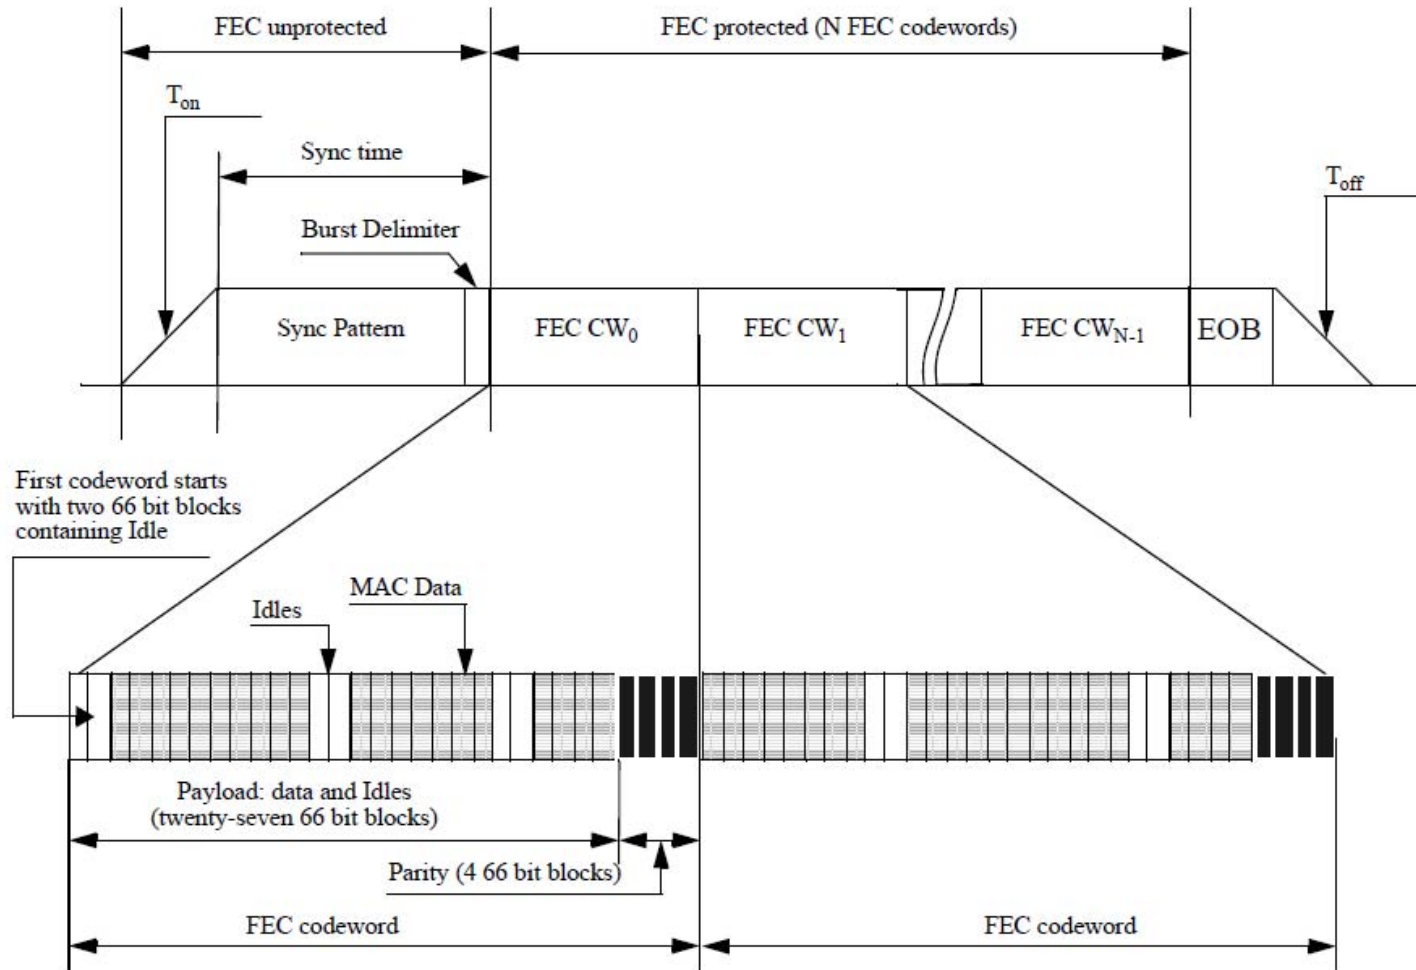 FEC unprotected
FEC protected (N FEC codewords)
Ton
Sync time
Toff
Burst Delimiter
Sync Pattern
FEC CW0
FEC CW1
FEC CWN-1
EOB
First codeword starts
with two 66 bit blocks
containing Idle
MAC Data
Idles
Payload: data and Idles
(twenty-seven 66 bit blocks)
Parity (4 66 bit blocks)
FEC codeword
FEC codeword